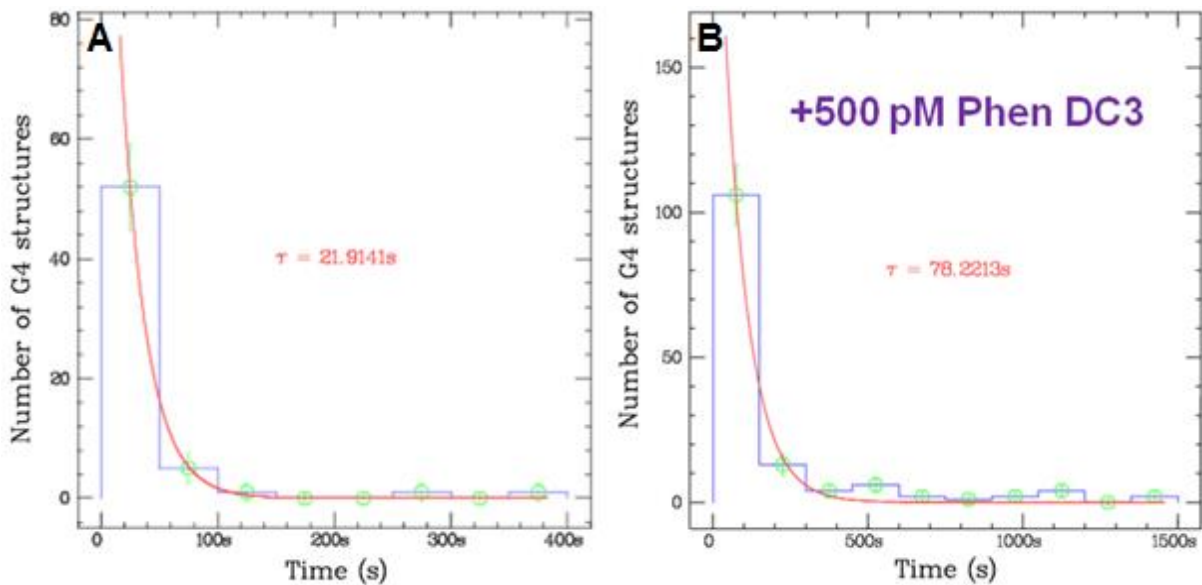 A
80
60
40
20
0
Number of G4 structures
τ = 21.9141s
0 100s 200s 300s 400s
Time (s)
B
150
100
50
0
Number of G4 structures
+500 pM Phen DC3
τ = 78.2213s
0 500s 1000s 1500s
Time (s)